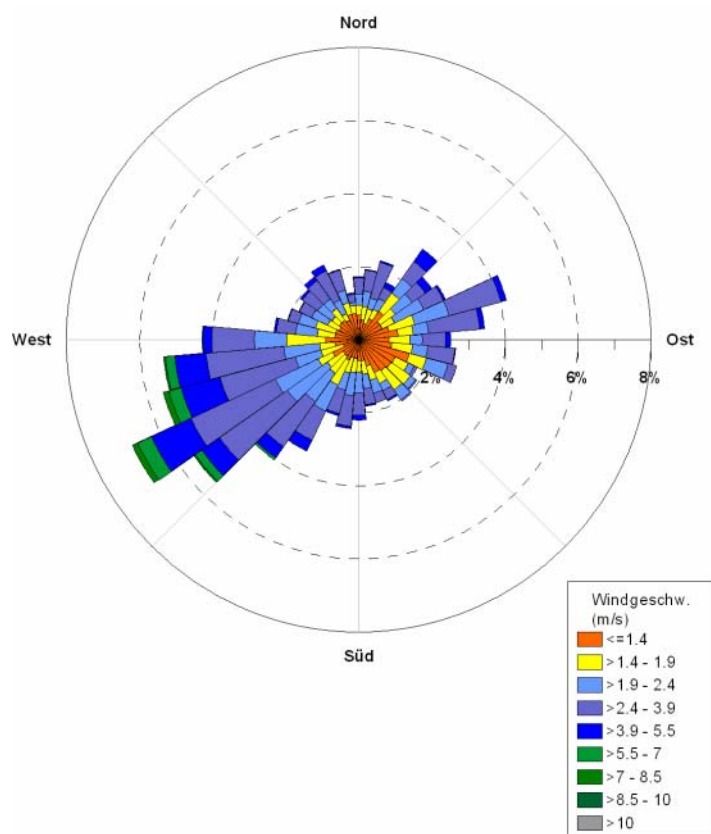 Nord
West
Ost
2%
4%
6%
8%
Süd
Windgeschw.
(m/s)
<=1.4
>1.4 - 1.9
>1.9 - 2.4
>2.4 - 3.9
>3.9 - 5.5
>5.5 - 7
>7 - 8.5
>8.5 - 10
>10